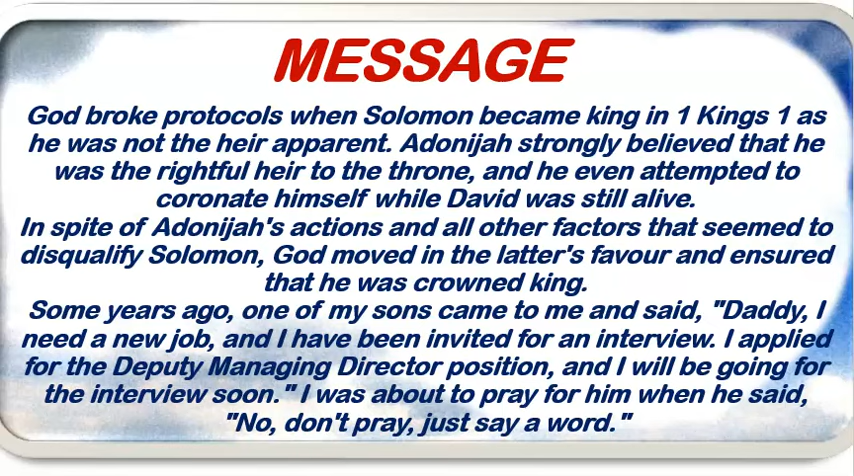 MESSAGE
God broke protocols when Solomon became king in 1 Kings 1 as
he was not the heir apparent. Adonijah strongly believed that he
was the rightful heir to the throne, and he even attempted to
coronate himself while David was still alive.
In spite of Adonijah's actions and all other factors that seemed to
disqualify Solomon, God moved in the latter's favour and ensured
that he was crowned king.
Some years ago, one of my sons came to me and said, "Daddy, I
need a new job, and I have been invited for an interview. I applied
for the Deputy Managing Director position, and I will be going for
the interview soon." I was about to pray for him when he said,
"No, don't pray, just say a word."